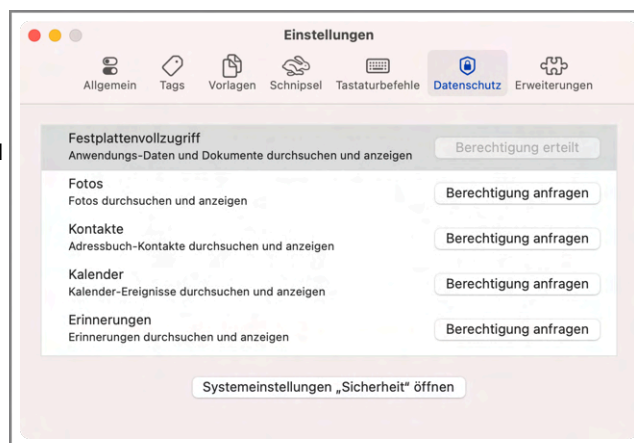 Einstellungen
Allgemein Tags Vorlagen Schnipsel Tastaturbefehle Datenschutz Erweiterungen
Festplattenvollzugriff
Anwendungs-Daten und Dokumente durchsuchen und anzeigen
Berechtigung erteilt
Fotos
Fotos durchsuchen und anzeigen
Berechtigung anfragen
Kontakte
Adressbuch-Kontakte durchsuchen und anzeigen
Berechtigung anfragen
Kalender
Kalender-Ereignisse durchsuchen und anzeigen
Berechtigung anfragen
Erinnerungen
Erinnerungen durchsuchen und anzeigen
Berechtigung anfragen
Systemeinstellungen „Sicherheit“ öffnen